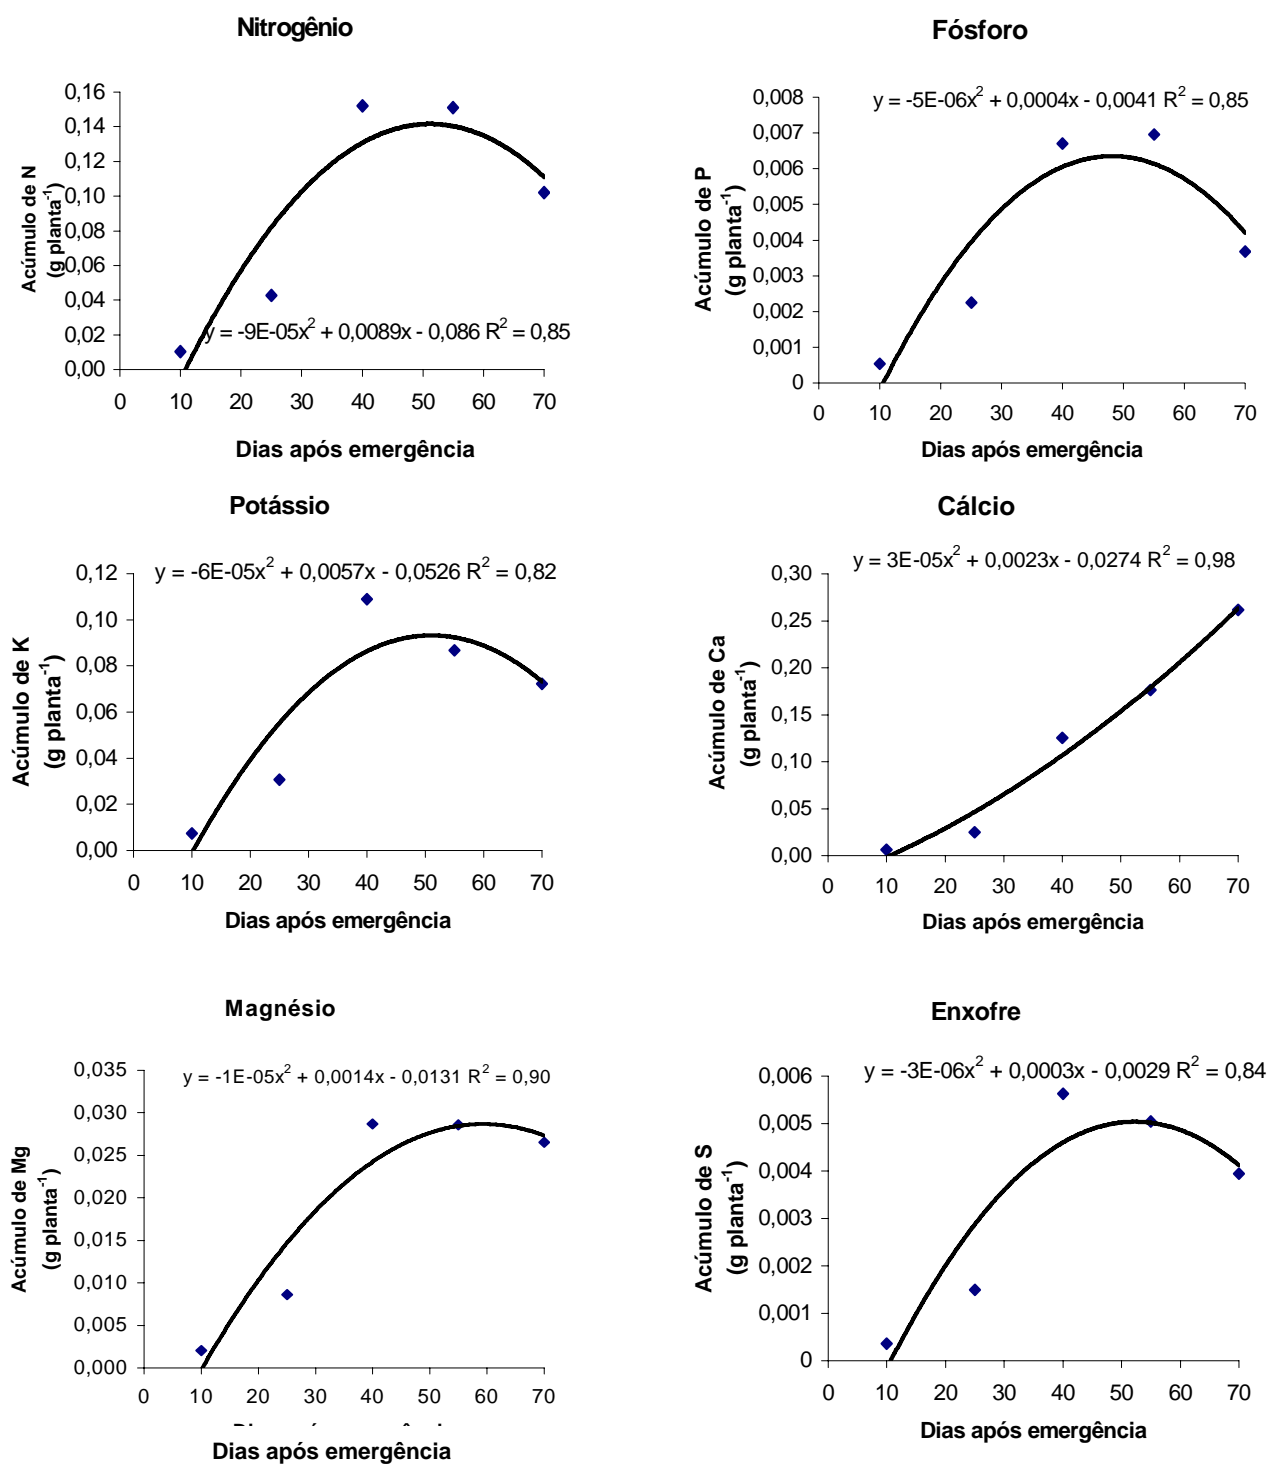 Nitrogênio
Acúmulo de N
(g planta⁻¹)
0,16
0,14
0,12
0,10
0,08
0,06
0,04
0,02
0,00
y = -9E-05x² + 0,0089x - 0,086 R² = 0,85
0 10 20 30 40 50 60 70
Dias após emergência
Fósforo
Acúmulo de P
(g planta⁻¹)
y = -5E-06x² + 0,0004x - 0,0041 R² = 0,85
0,008
0,007
0,006
0,005
0,004
0,003
0,002
0,001
0
0 10 20 30 40 50 60 70
Dias após emergência
Potássio
Acúmulo de K
(g planta⁻¹)
y = -6E-05x² + 0,0057x - 0,0526 R² = 0,82
0,12
0,10
0,08
0,06
0,04
0,02
0,00
0 10 20 30 40 50 60 70
Dias após emergência
Cálcio
Acúmulo de Ca
(g planta⁻¹)
y = 3E-05x² + 0,0023x - 0,0274 R² = 0,98
0,30
0,25
0,20
0,15
0,10
0,05
0,00
0 10 20 30 40 50 60 70
Dias após emergência
Magnésio
Acúmulo de Mg
(g planta⁻¹)
y = -1E-05x² + 0,0014x - 0,0131 R² = 0,90
0,035
0,030
0,025
0,020
0,015
0,010
0,005
0,000
0 10 20 30 40 50 60 70
Dias após emergência
Enxofre
Acúmulo de S
(g planta⁻¹)
y = -3E-06x² + 0,0003x - 0,0029 R² = 0,84
0,006
0,005
0,004
0,003
0,002
0,001
0
0 10 20 30 40 50 60 70
Dias após emergência